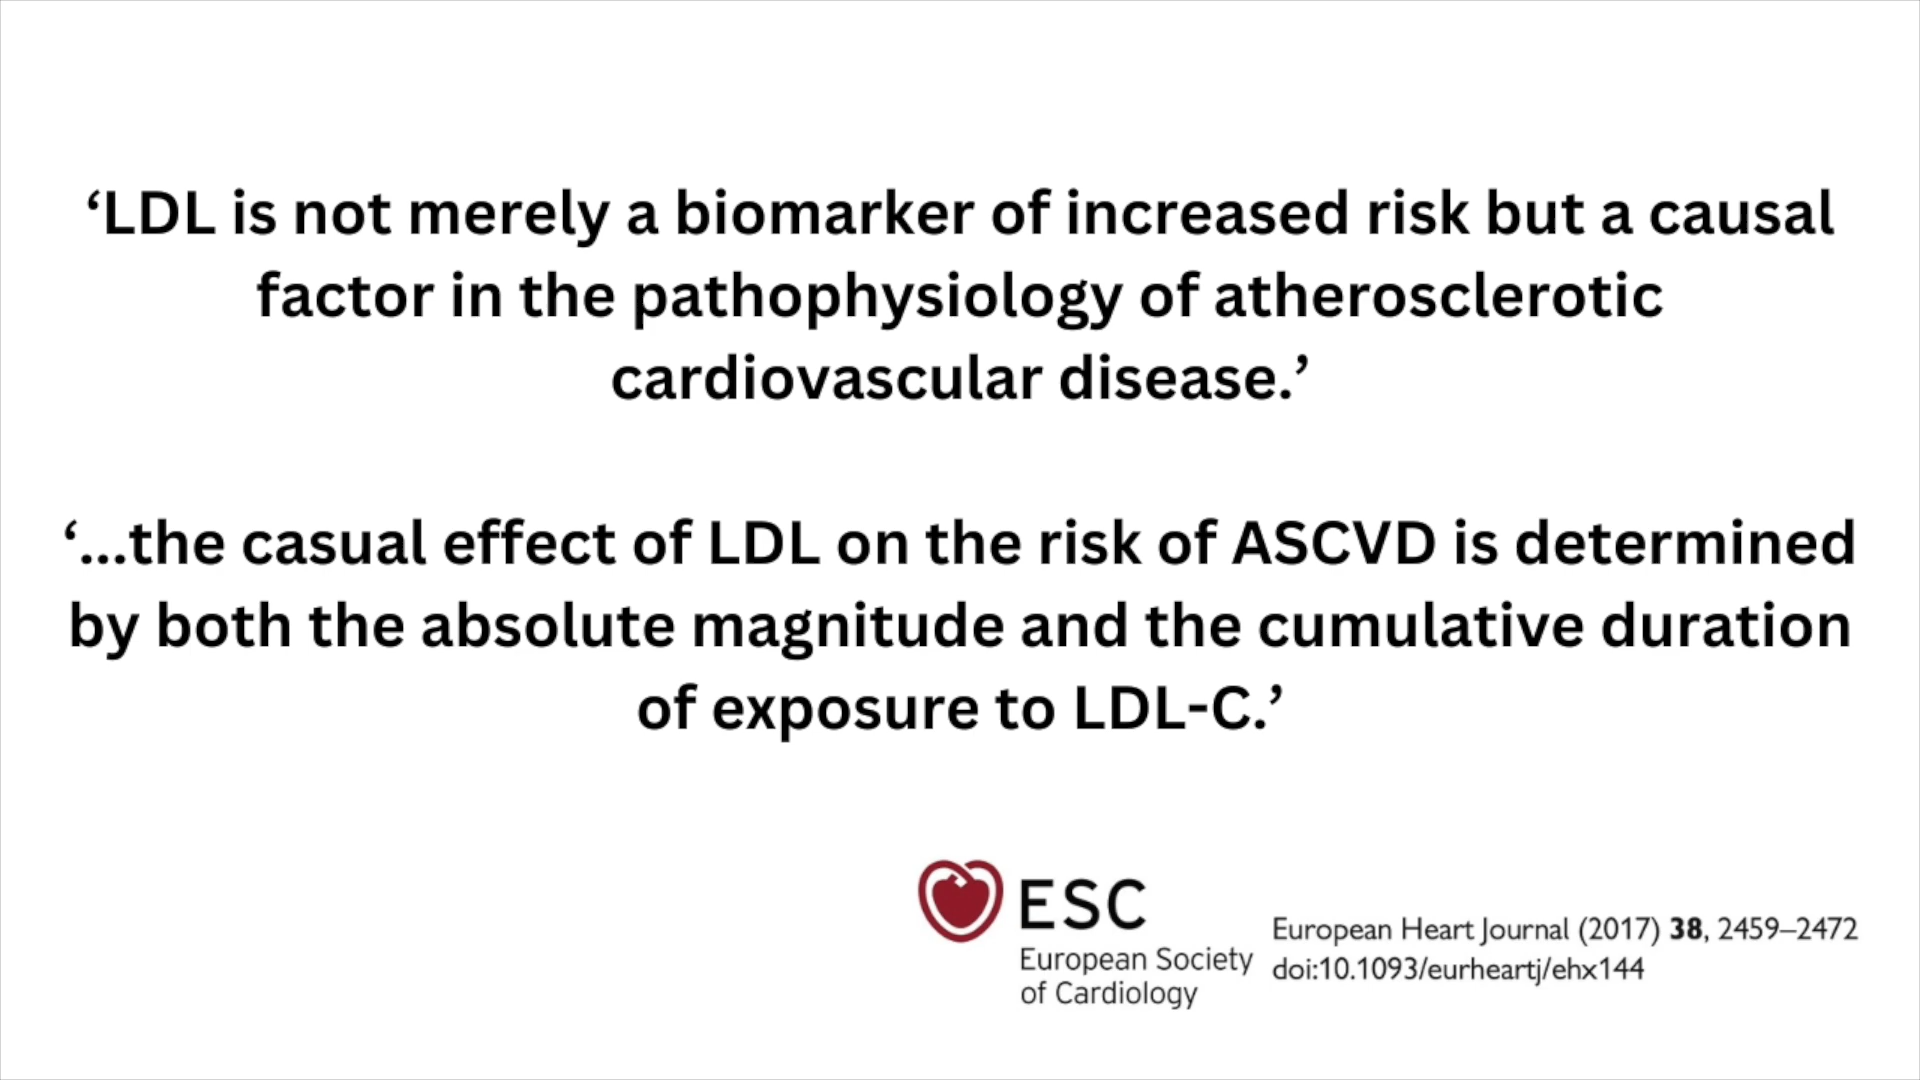 ‘LDL is not merely a biomarker of increased risk but a causal
factor in the pathophysiology of atherosclerotic
cardiovascular disease.’
‘...the casual effect of LDL on the risk of ASCVD is determined
by both the absolute magnitude and the cumulative duration
of exposure to LDL-C.’
ESC
European Society
of Cardiology
European Heart Journal (2017) 38, 2459–2472
doi:10.1093/eurheartj/ehx144